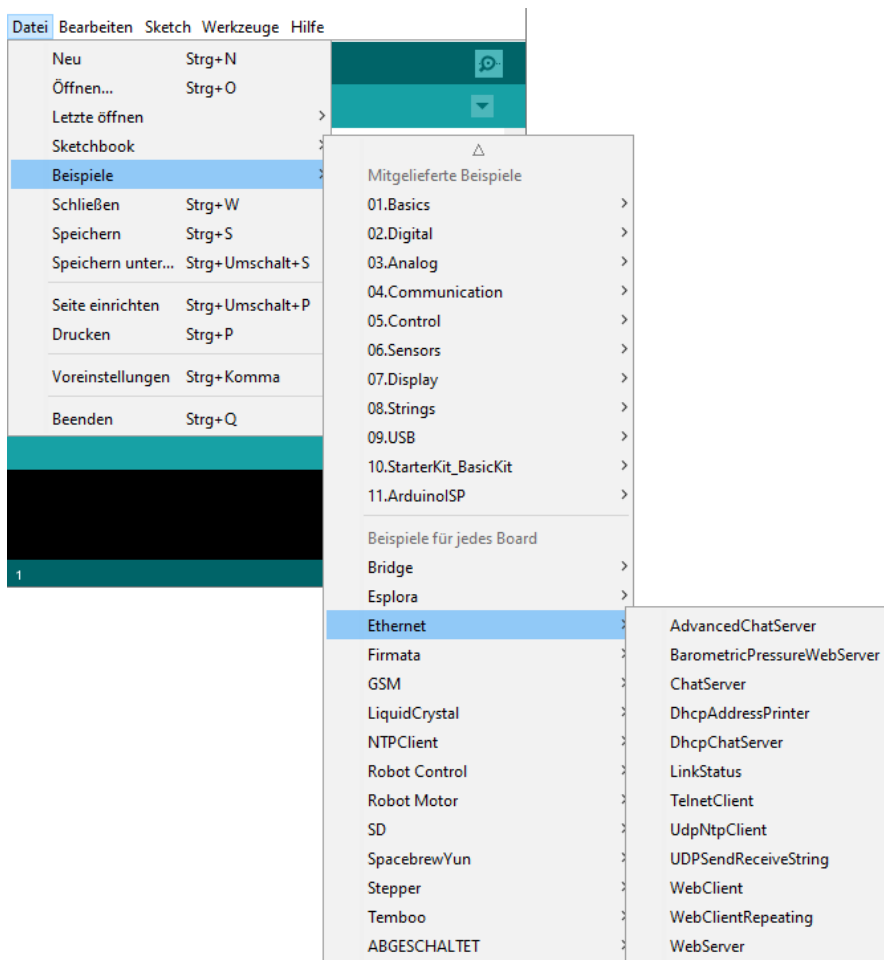 Datei Bearbeiten Sketch Werkzeuge Hilfe
Neu Strg+N
Öffnen... Strg+O
Letzte öffnen
Sketchbook
Beispiele
Schließen Strg+W
Speichern Strg+S
Speichern unter... Strg+Umschalt+S
Seite einrichten Strg+Umschalt+P
Drucken Strg+P
Voreinstellungen Strg+Komma
Beenden Strg+Q
1
Mitgelieferte Beispiele
01.Basics
02.Digital
03.Analog
04.Communication
05.Control
06.Sensors
07.Display
08.Strings
09.USB
10.StarterKit_BasicKit
11.ArduinoISP
Beispiele für jedes Board
Bridge
Esplora
Ethernet
Firmata
GSM
LiquidCrystal
NTPClient
Robot Control
Robot Motor
SD
SpacebrewYun
Stepper
Temboo
ABGESCHALTET
AdvancedChatServer
BarometricPressureWebServer
ChatServer
DhcpAddressPrinter
DhcpChatServer
LinkStatus
TelnetClient
UdpNtpClient
UDPSendReceiveString
WebClient
WebClientRepeating
WebServer